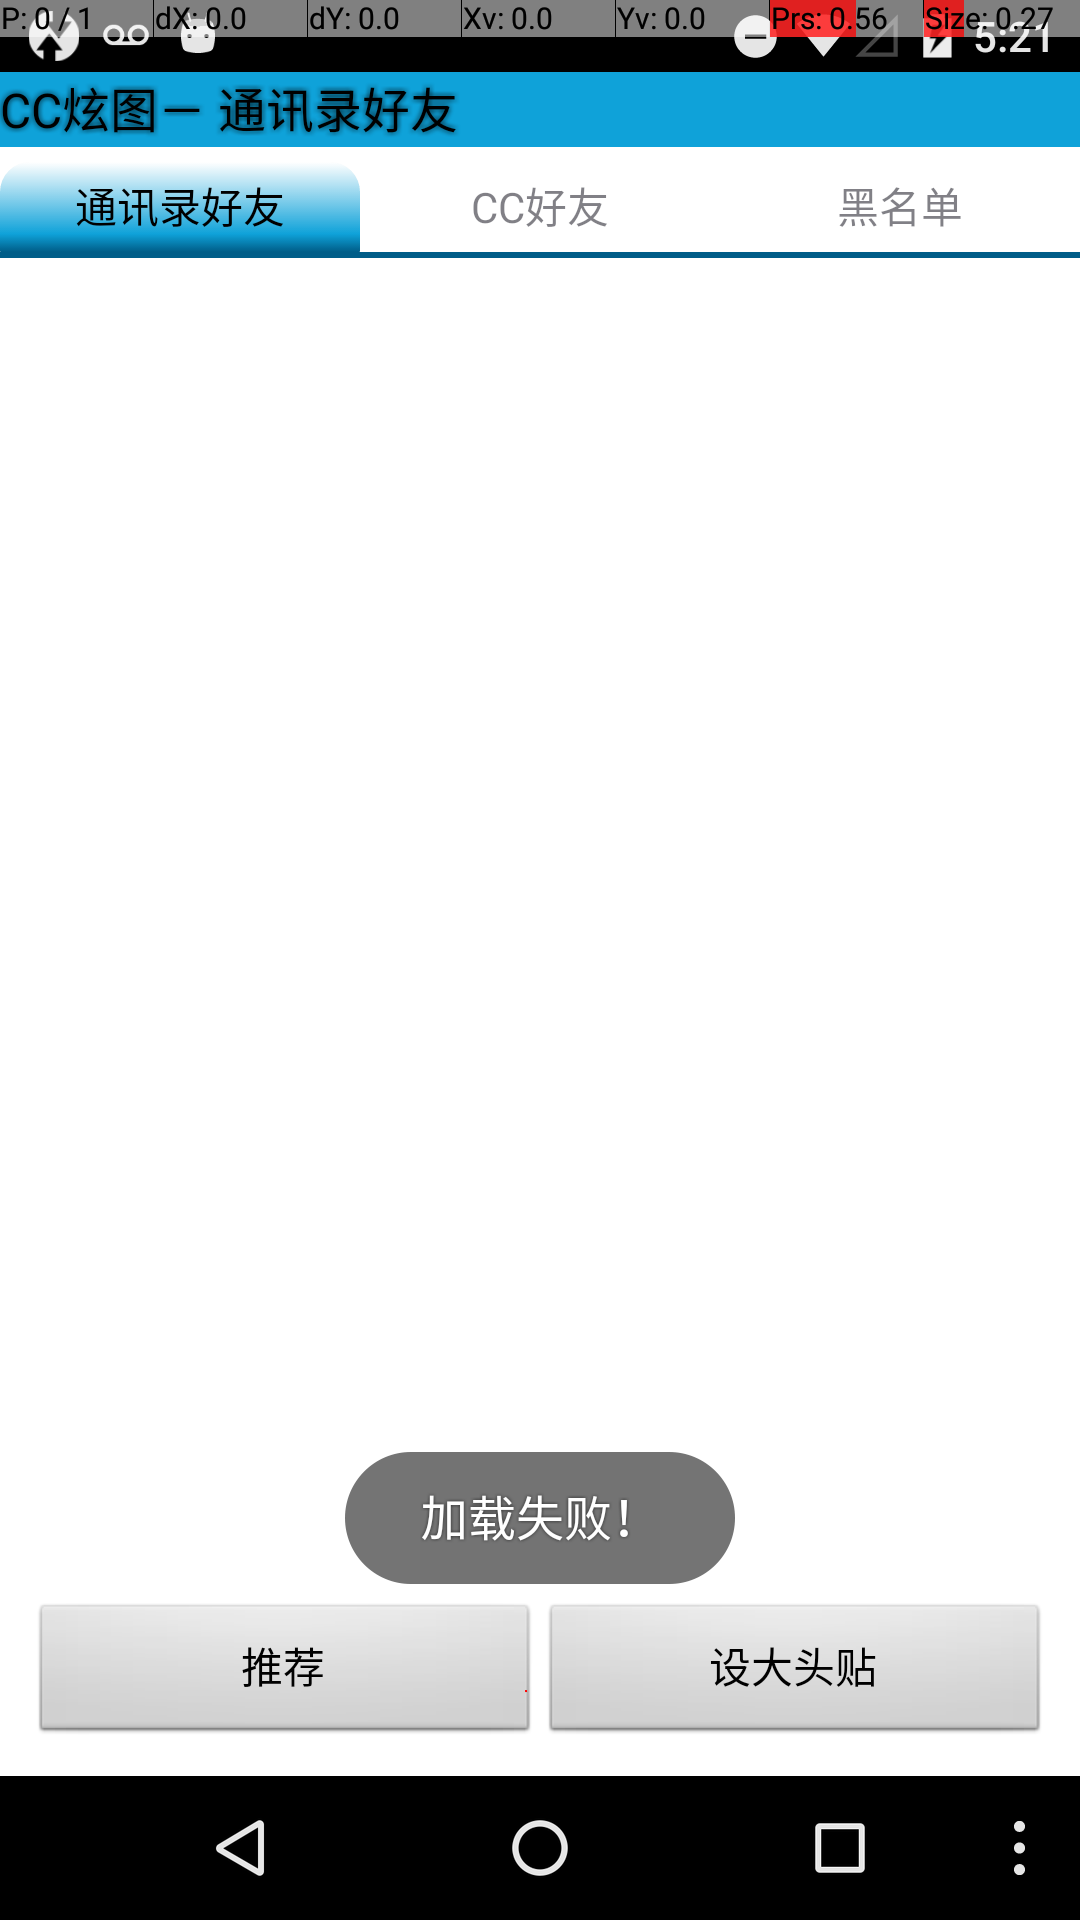 P: 0 / 1 dX: 0.0 dY: 0.0 Xv: 0.0 Yv: 0.0 Prs: 0.56 Size: 0.27
5:21
CC炫图－ 通讯录好友
通讯录好友 CC好友 黑名单
加载失败！
推荐 设大头贴